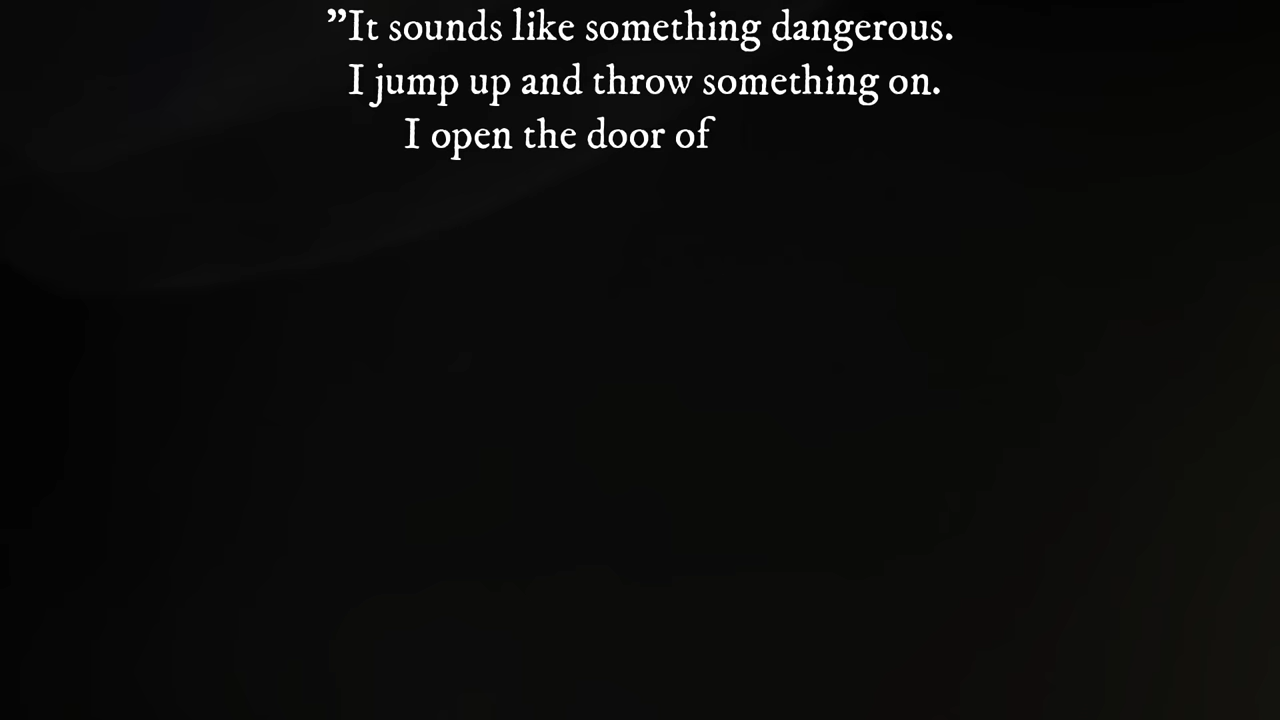 ”It sounds like something dangerous.
I jump up and throw something on.
I open the door of